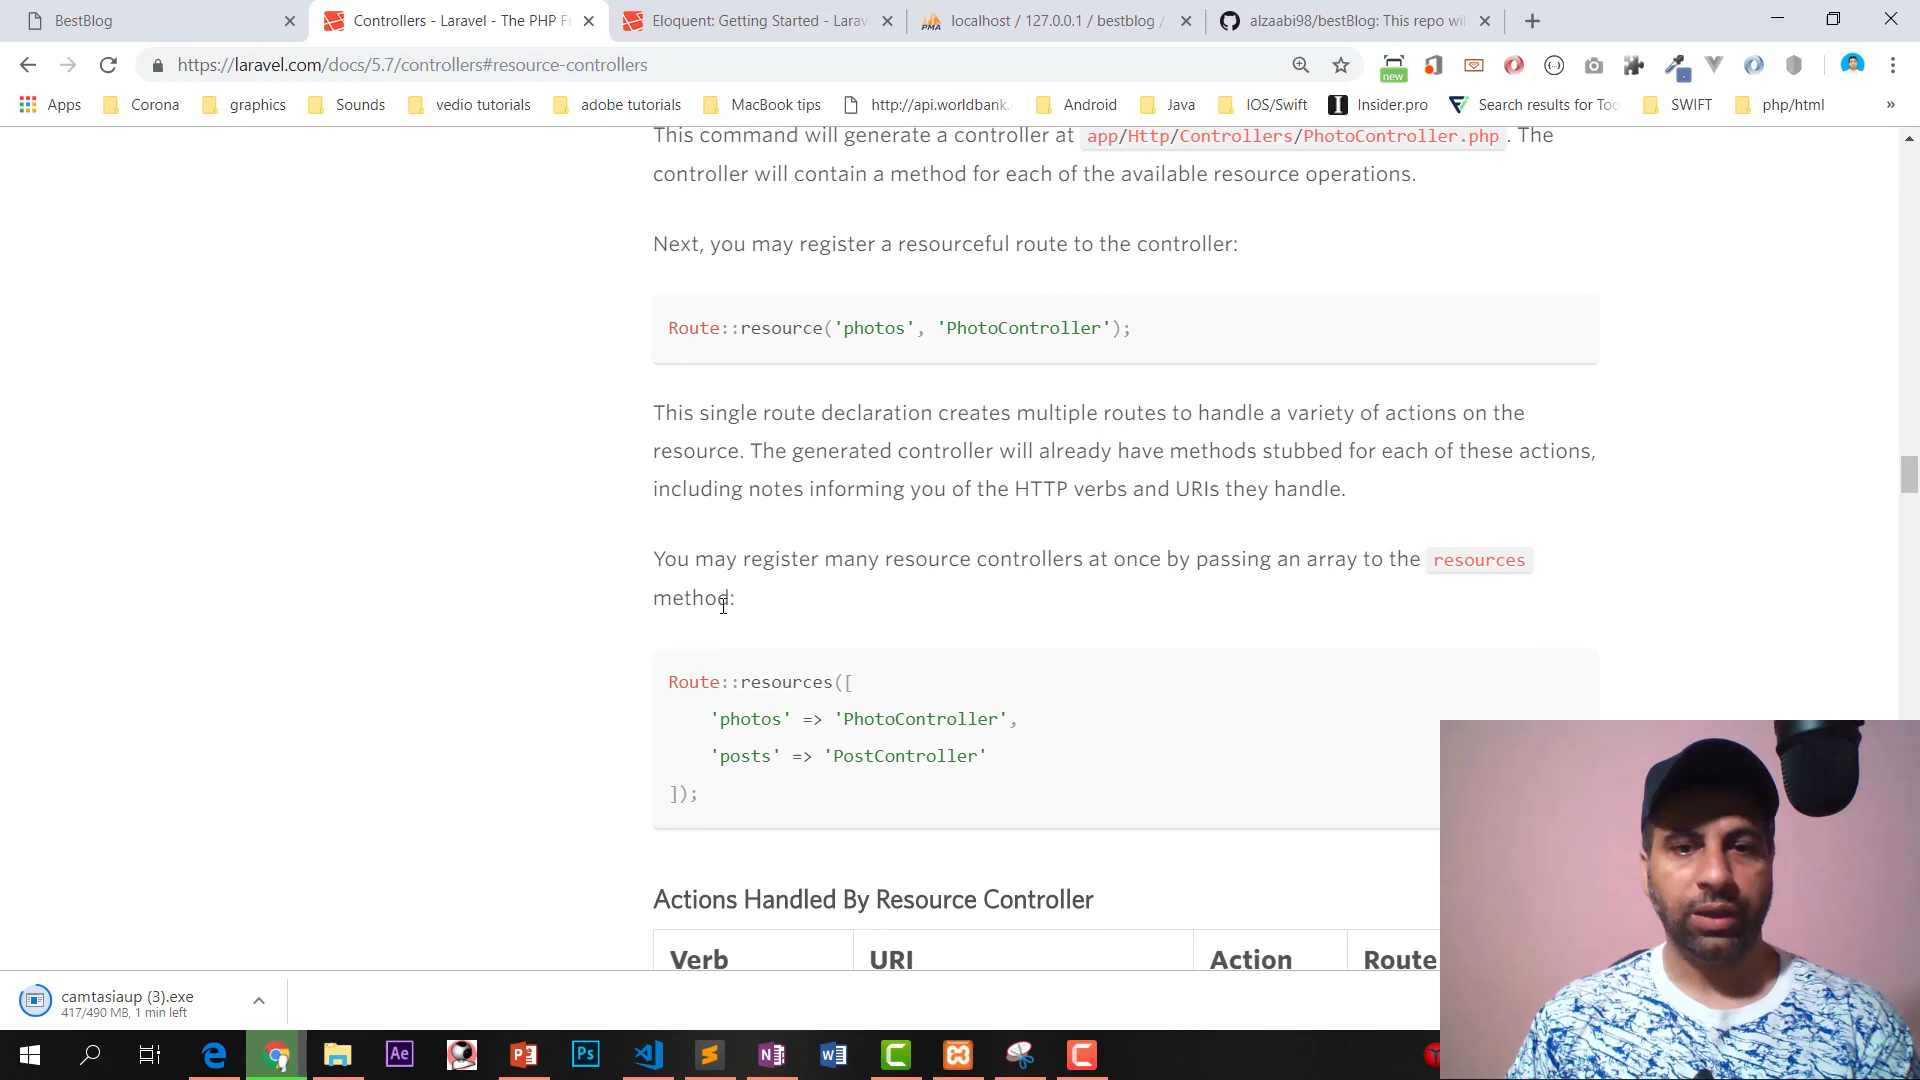 BestBlog
Controllers - Laravel - The PHP F
Eloquent: Getting Started - Larav
localhost / 127.0.0.1 / bestblog /
alzaabi98/bestBlog: This repo wil
https://laravel.com/docs/5.7/controllers#resource-controllers
new
Apps
Corona
graphics
Sounds
vedio tutorials
adobe tutorials
MacBook tips
http://api.worldbank.
Android
Java
IOS/Swift
Insider.pro
Search results for Too
SWIFT
php/html
»
This command will generate a controller at app/Http/Controllers/PhotoController.php. The
controller will contain a method for each of the available resource operations.
Next, you may register a resourceful route to the controller:
Route::resource('photos', 'PhotoController');
This single route declaration creates multiple routes to handle a variety of actions on the
resource. The generated controller will already have methods stubbed for each of these actions,
including notes informing you of the HTTP verbs and URIs they handle.
You may register many resource controllers at once by passing an array to the resources
method:
Route::resources([
'photos' => 'PhotoController',
'posts' => 'PostController'
]);
Actions Handled By Resource Controller
Verb URI Action Route
camtasiaup (3).exe
417/490 MB, 1 min left